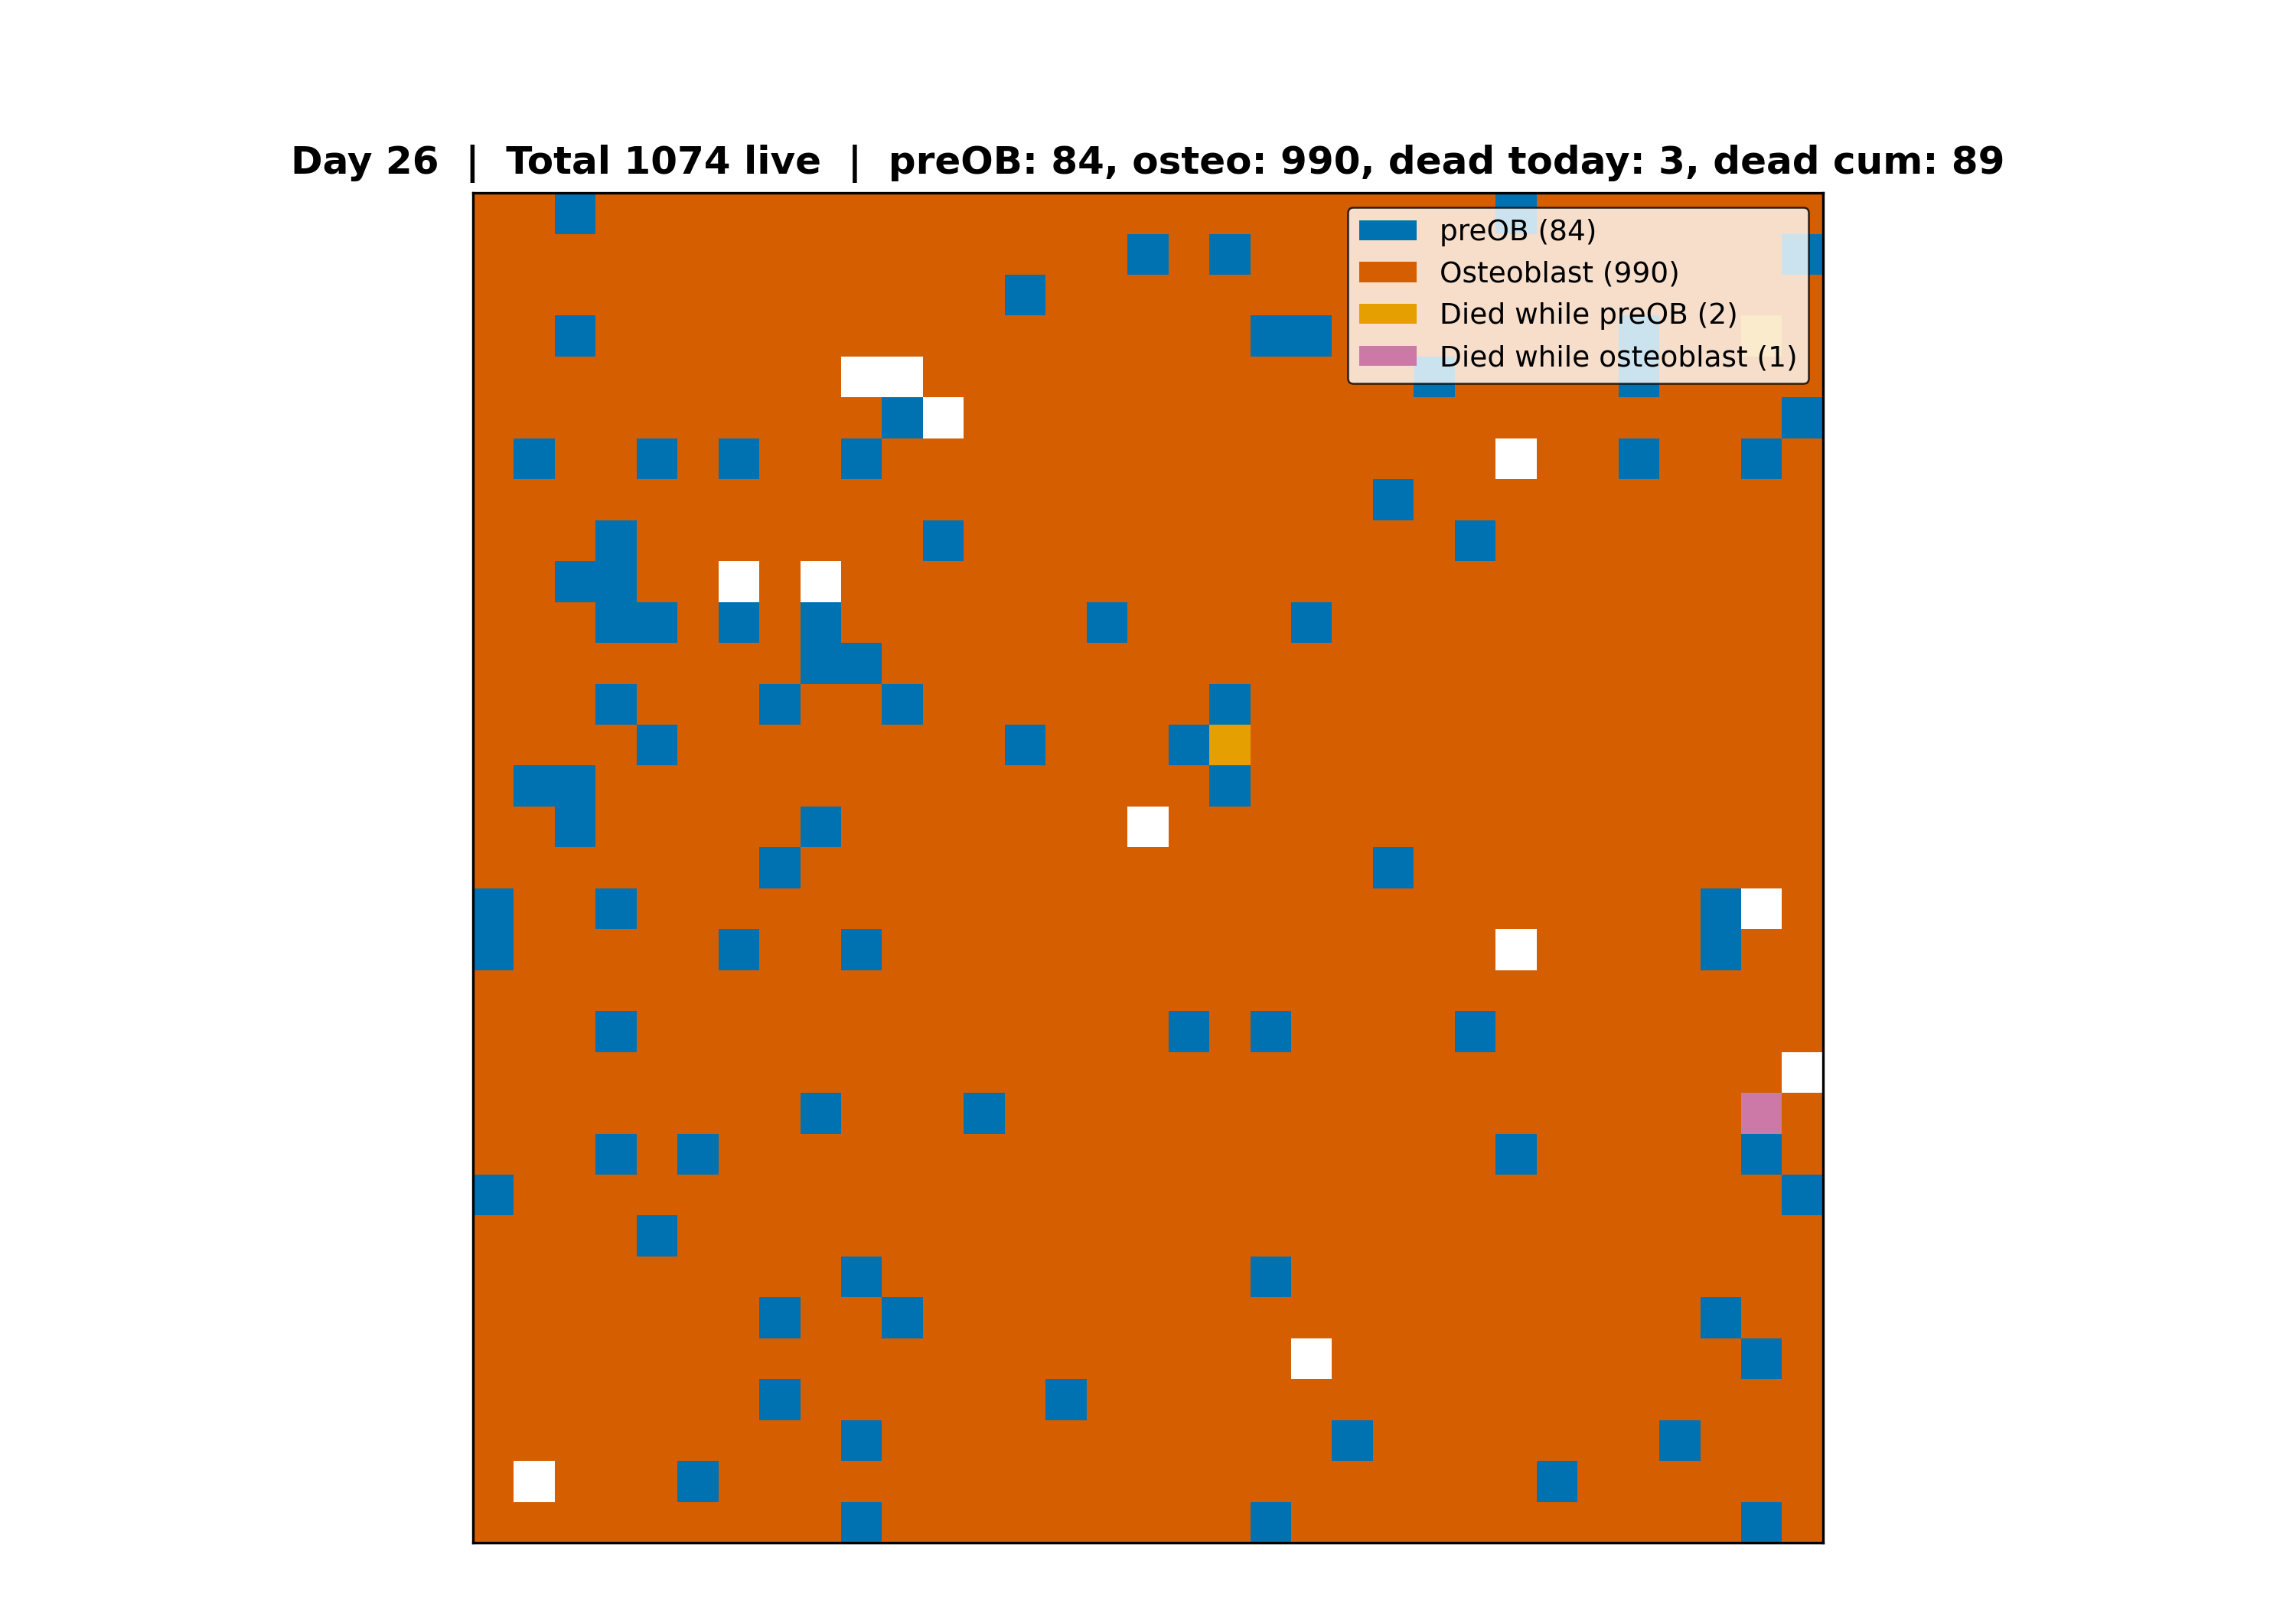 Day 26 | Total 1074 live | preOB: 84, osteo: 990, dead today: 3, dead cum: 89
preOB (84)
Osteoblast (990)
Died while preOB (2)
Died while osteoblast (1)